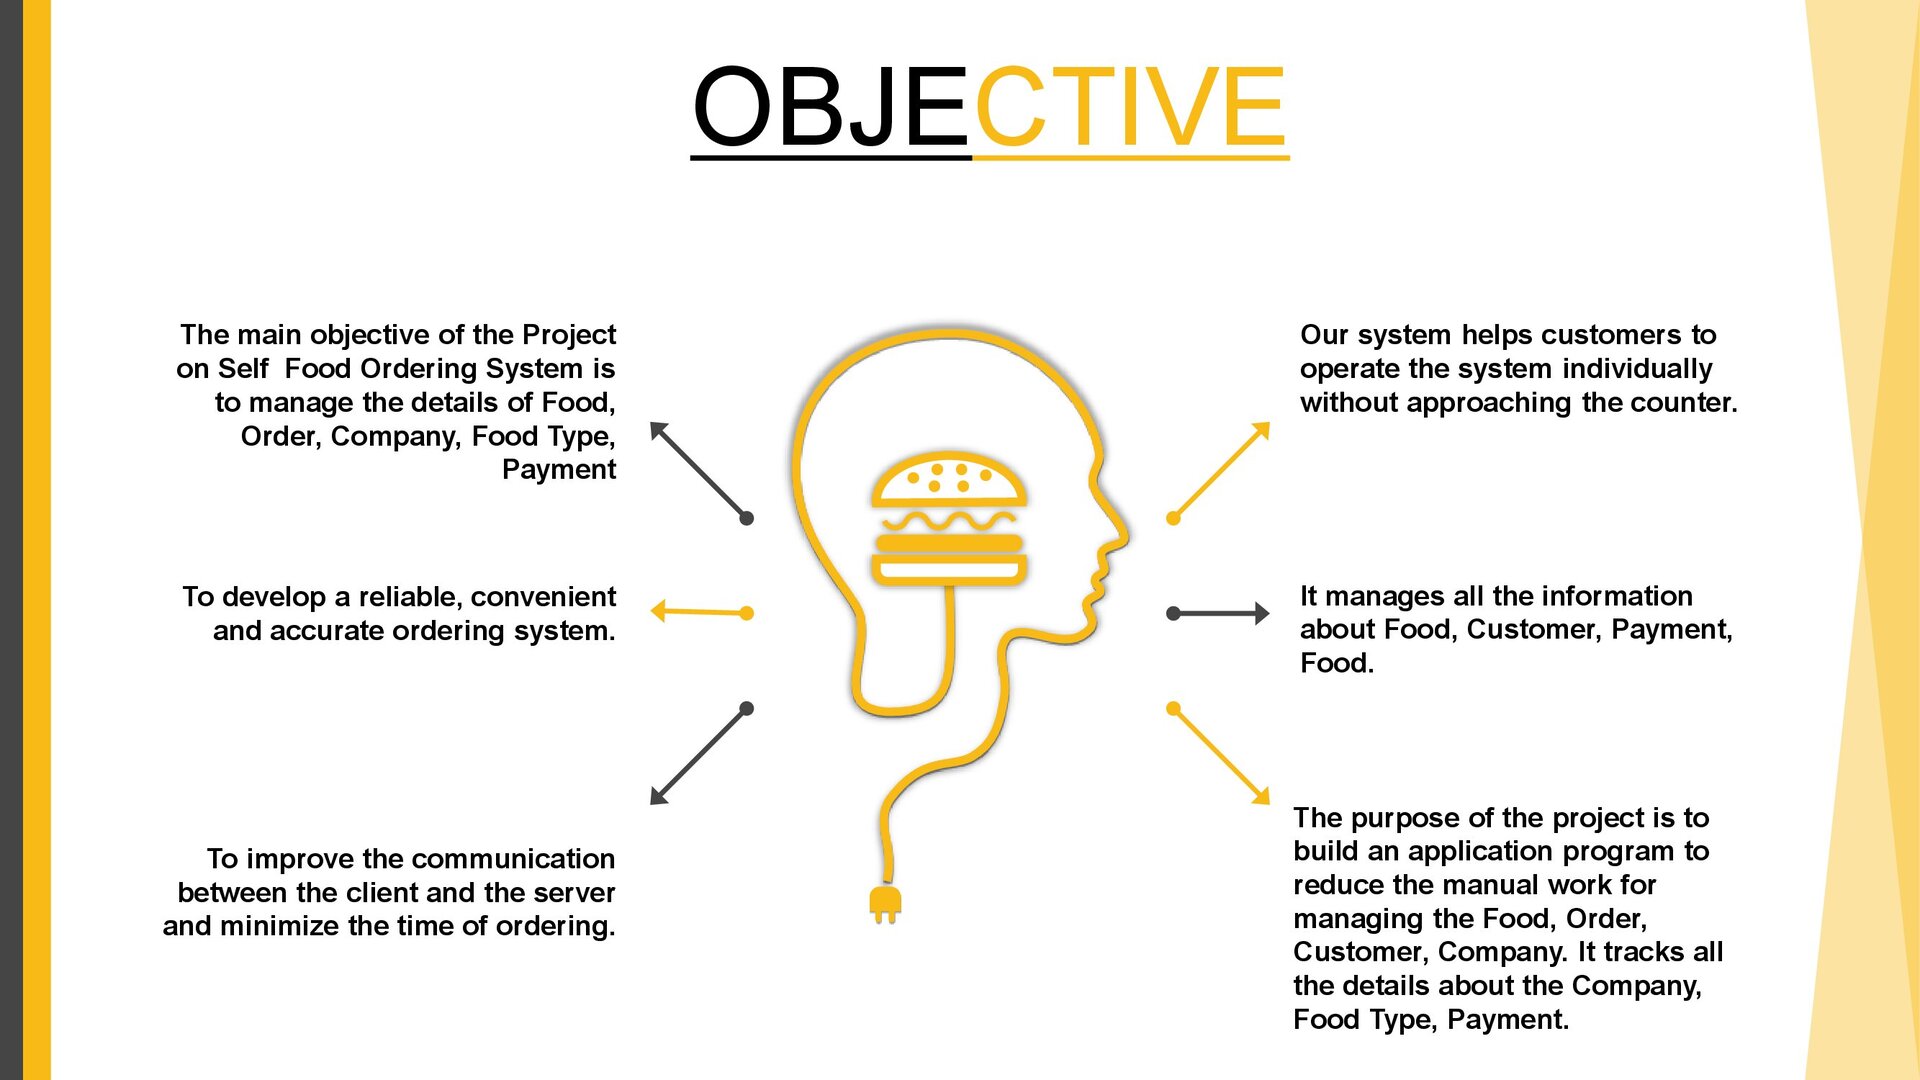 OBJECTIVE
The main objective of the Project
on Self  Food Ordering System is
to manage the details of Food,
Order, Company, Food Type,
Payment
To develop a reliable, convenient
and accurate ordering system.
To improve the communication
between the client and the server
and minimize the time of ordering.
Our system helps customers to
operate the system individually
without approaching the counter.
It manages all the information
about Food, Customer, Payment,
Food.
The purpose of the project is to
build an application program to
reduce the manual work for
managing the Food, Order,
Customer, Company. It tracks all
the details about the Company,
Food Type, Payment.